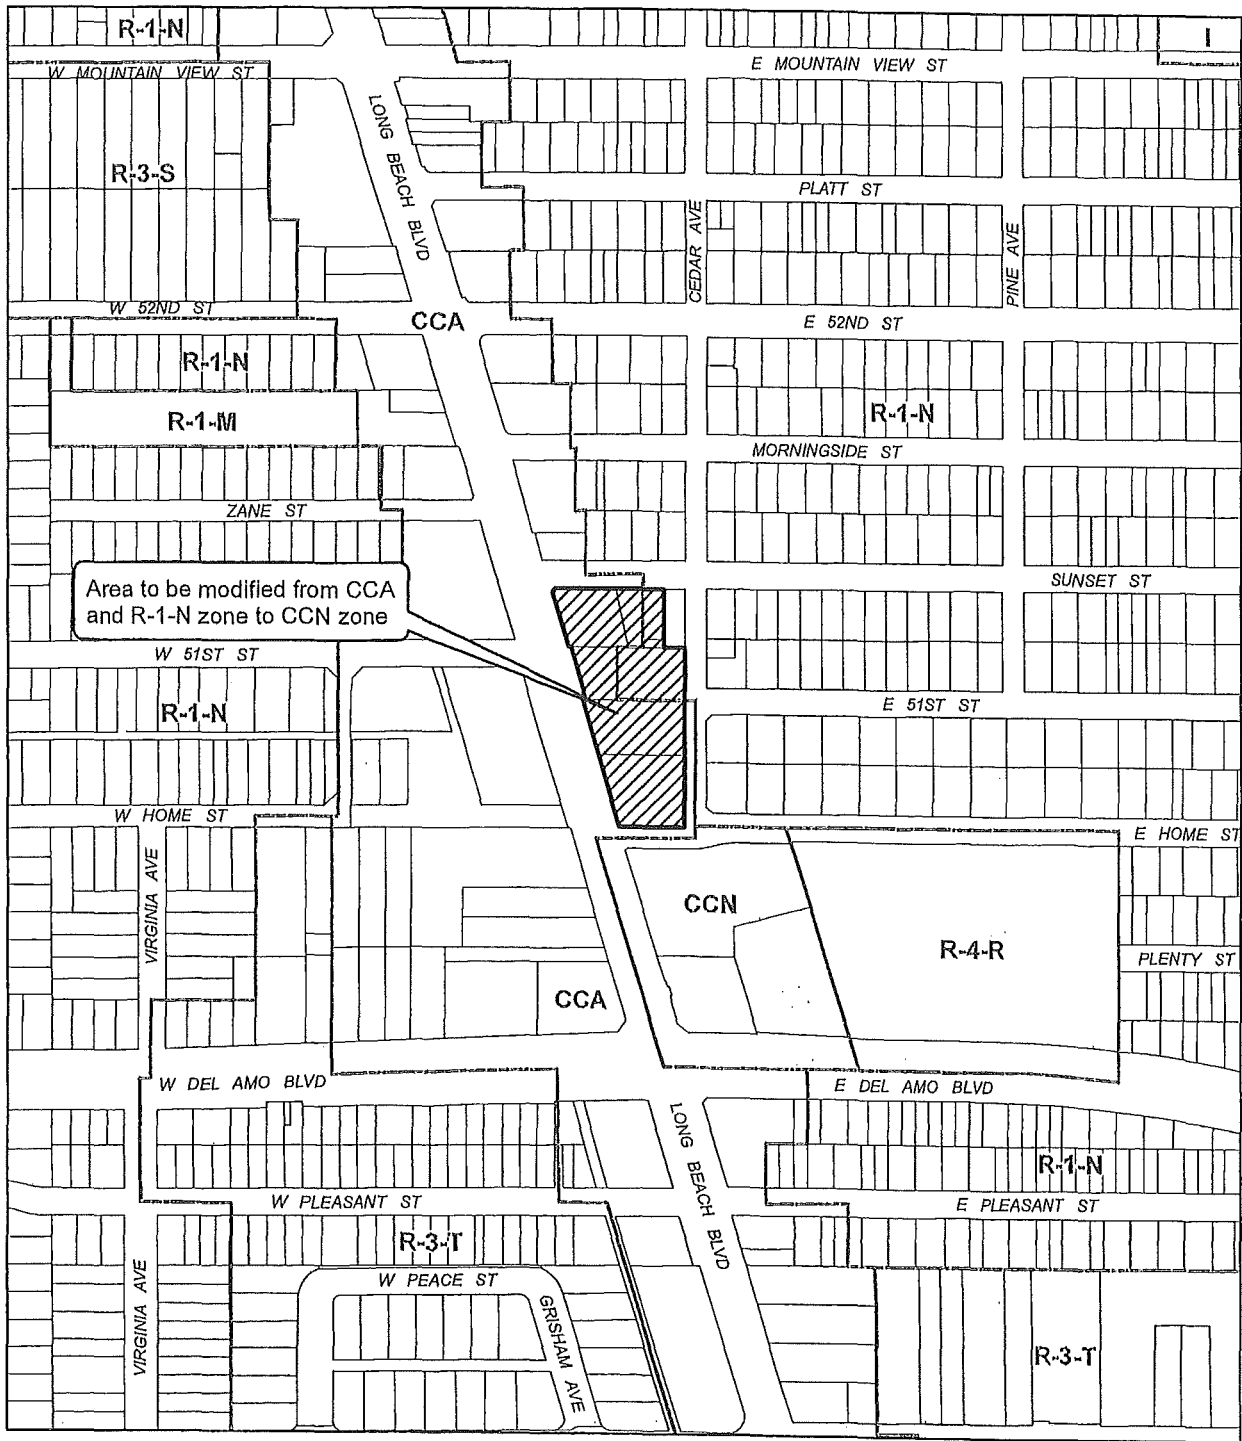 R-1-N
I
W MOUNTAIN VIEW ST
E MOUNTAIN VIEW ST
LONG BEACH BLVD
R-3-S
PLATT ST
CEDAR AVE
PINE AVE
W 52ND ST
CCA
E 52ND ST
R-1-N
R-1-M
R-1-N
MORNINGSIDE ST
ZANE ST
Area to be modified from CCA
and R-1-N zone to CCN zone
SUNSET ST
W 51ST ST
R-1-N
E 51ST ST
W HOME ST
E HOME ST
VIRGINIA AVE
CCN
R-4-R
PLENTY ST
CCA
W DEL AMO BLVD
E DEL AMO BLVD
LONG BEACH BLVD
R-1-N
W PLEASANT ST
E PLEASANT ST
R-3-T
W PEACE ST
VIRGINIA AVE
GRISHAM AVE
R-3-T